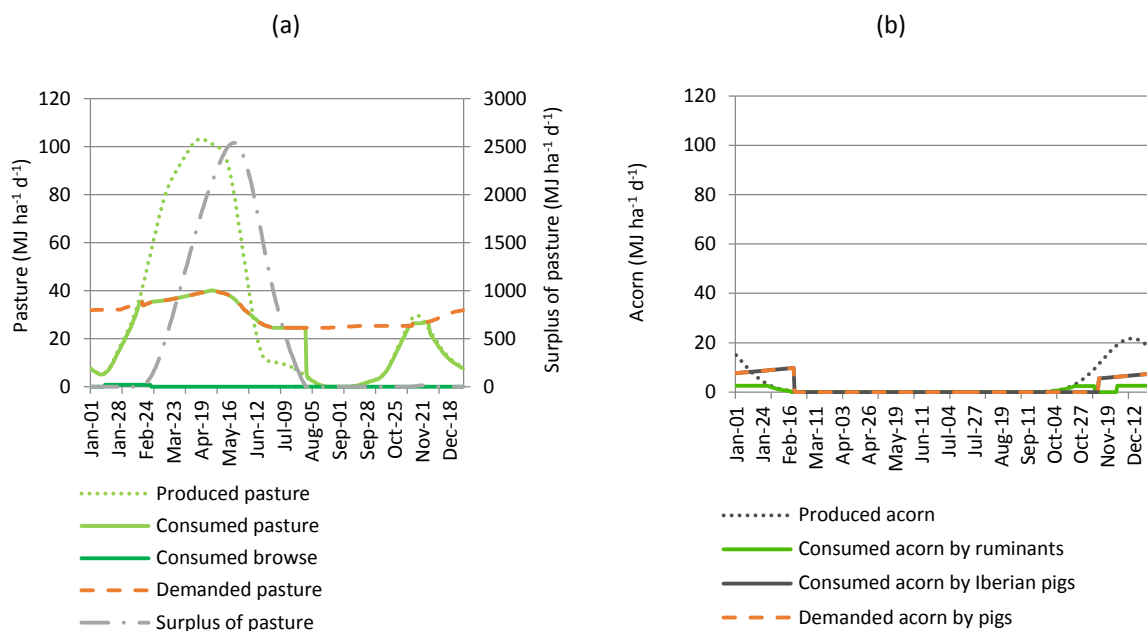 (a)
120
100
80
60
40
20
0
Pasture (MJ ha-1 d-1)
3000
2500
2000
1500
1000
500
0
Surplus of pasture (MJ ha-1 d-1)
Jan-01
Jan-28
Feb-24
Mar-23
Apr-19
May-16
Jun-12
Jul-09
Aug-05
Sep-01
Sep-28
Oct-25
Nov-21
Dec-18
Produced pasture
Consumed pasture
Consumed browse
Demanded pasture
Surplus of pasture
(b)
120
100
80
60
40
20
0
Acorn (MJ ha-1 d-1)
Jan-01
Jan-24
Feb-16
Mar-11
Apr-03
Apr-26
May-19
Jun-11
Jul-04
Jul-27
Aug-19
Sep-11
Oct-04
Oct-27
Nov-19
Dec-12
Produced acorn
Consumed acorn by ruminants
Consumed acorn by Iberian pigs
Demanded acorn by pigs